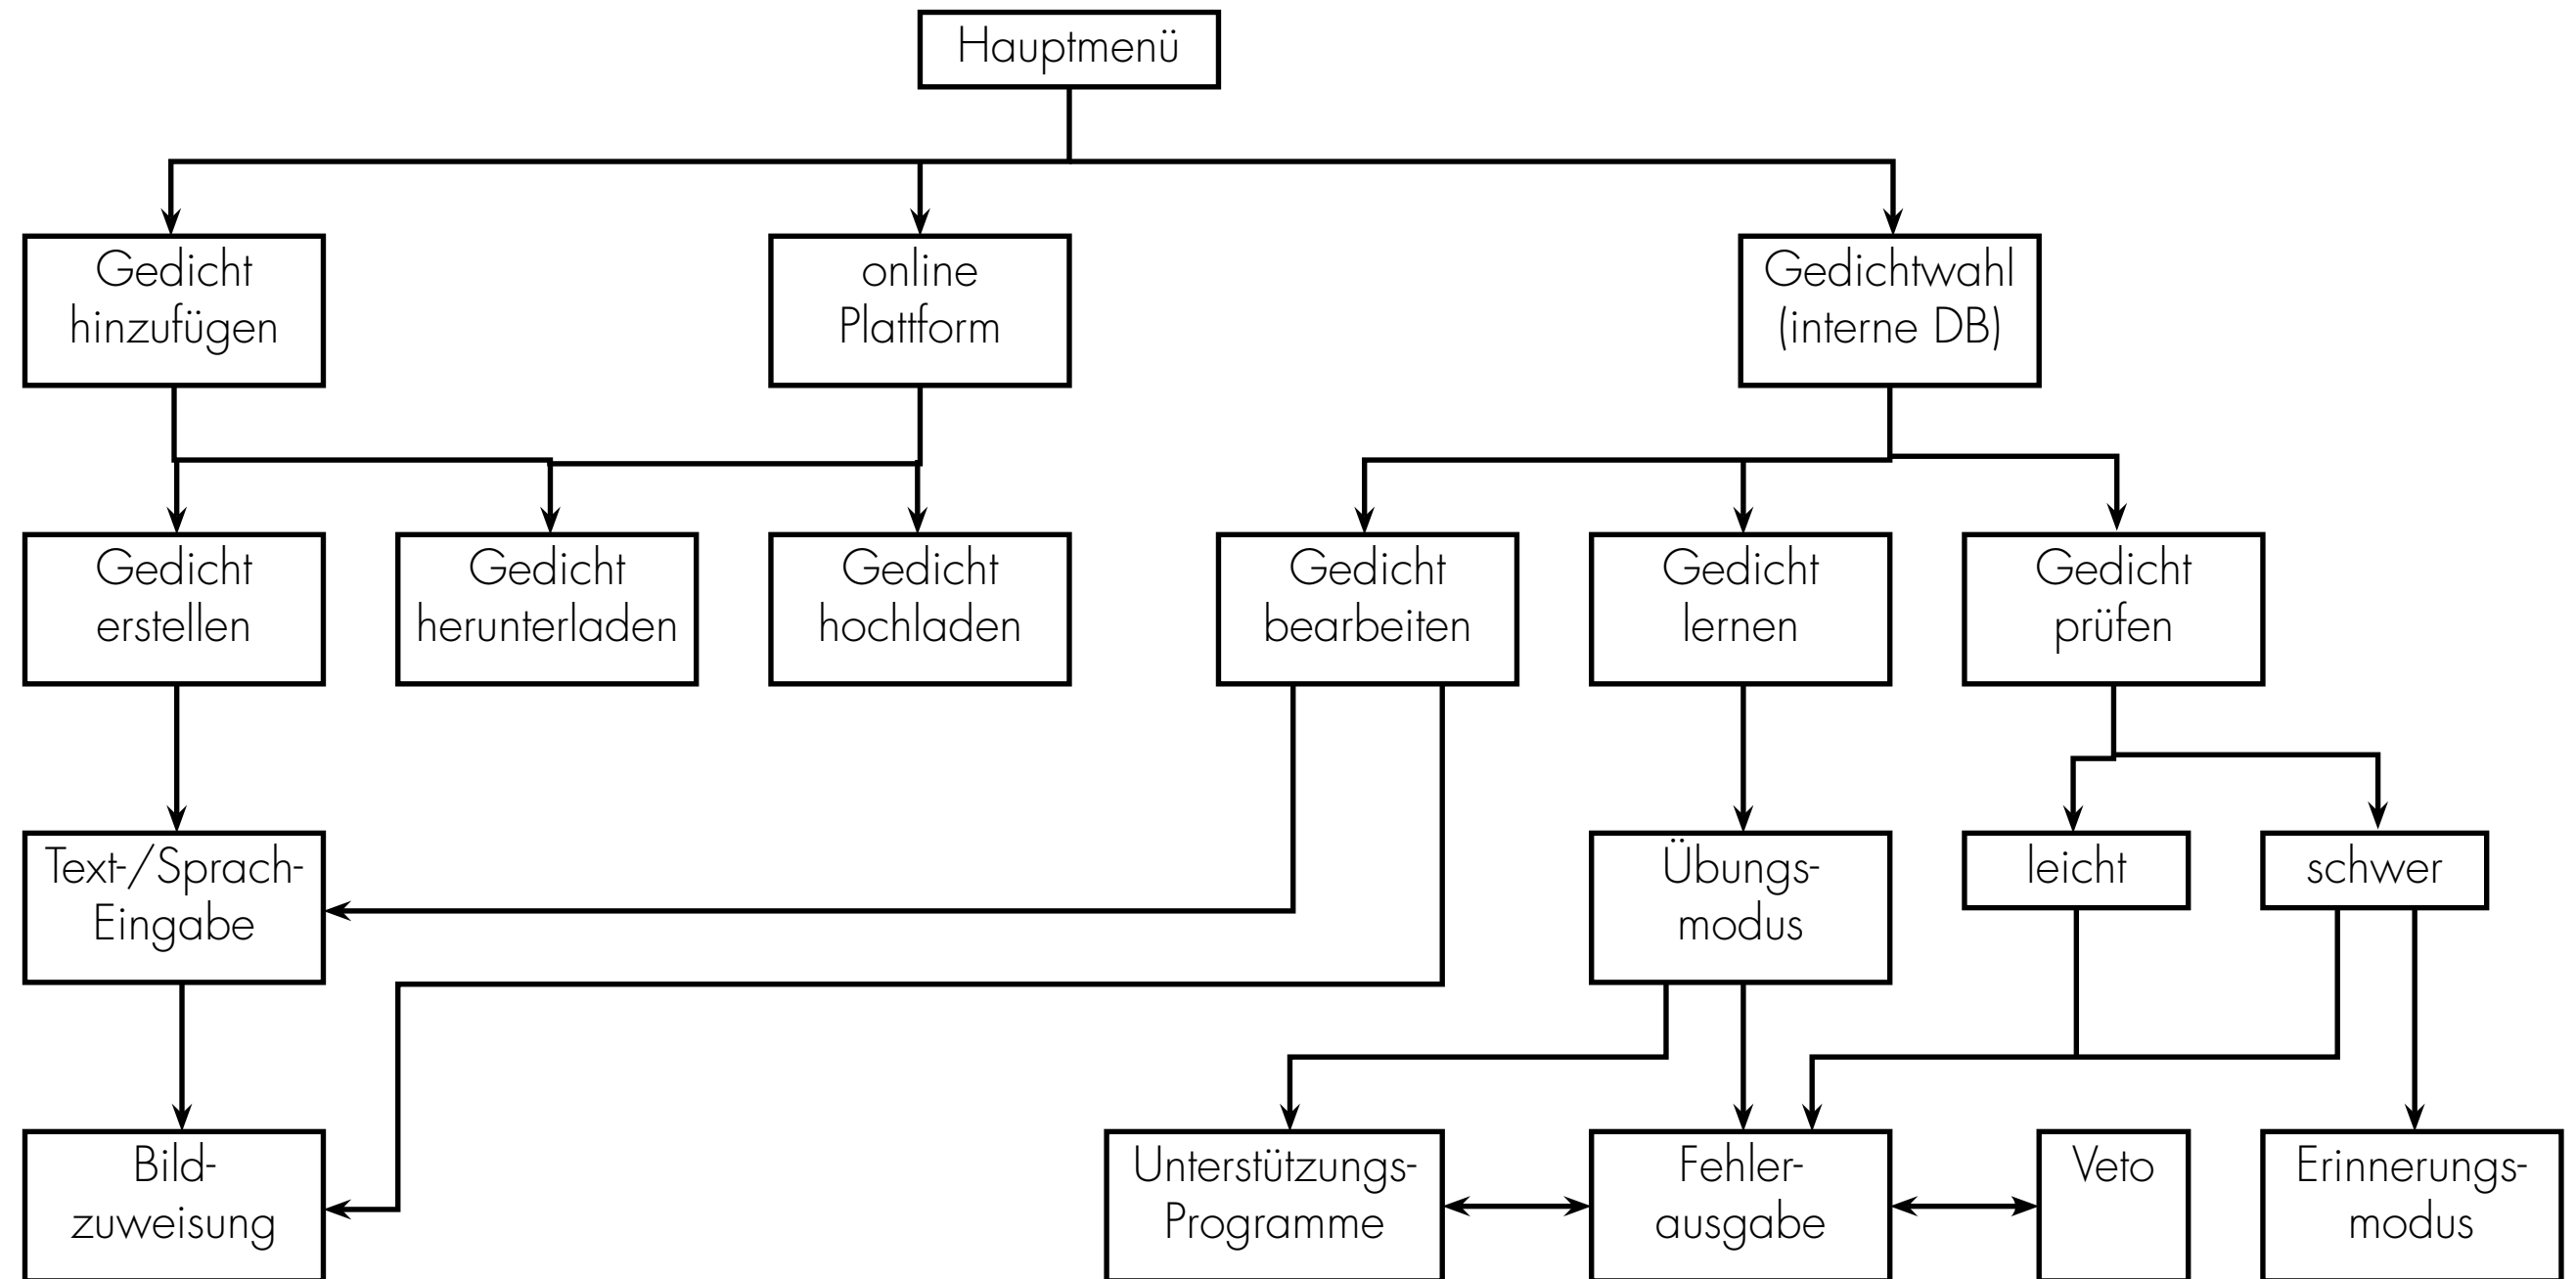 Hauptmenü
Gedicht
hinzufügen
online
Plattform
Gedichtwahl
(interne DB)
Gedicht
erstellen
Gedicht
herunterladen
Gedicht
hochladen
Gedicht
bearbeiten
Gedicht
lernen
Gedicht
prüfen
Text-/Sprach-
Eingabe
Übungs-
modus
leicht
schwer
Bild-
zuweisung
Unterstützungs-
Programme
Fehler-
ausgabe
Veto
Erinnerungs-
modus